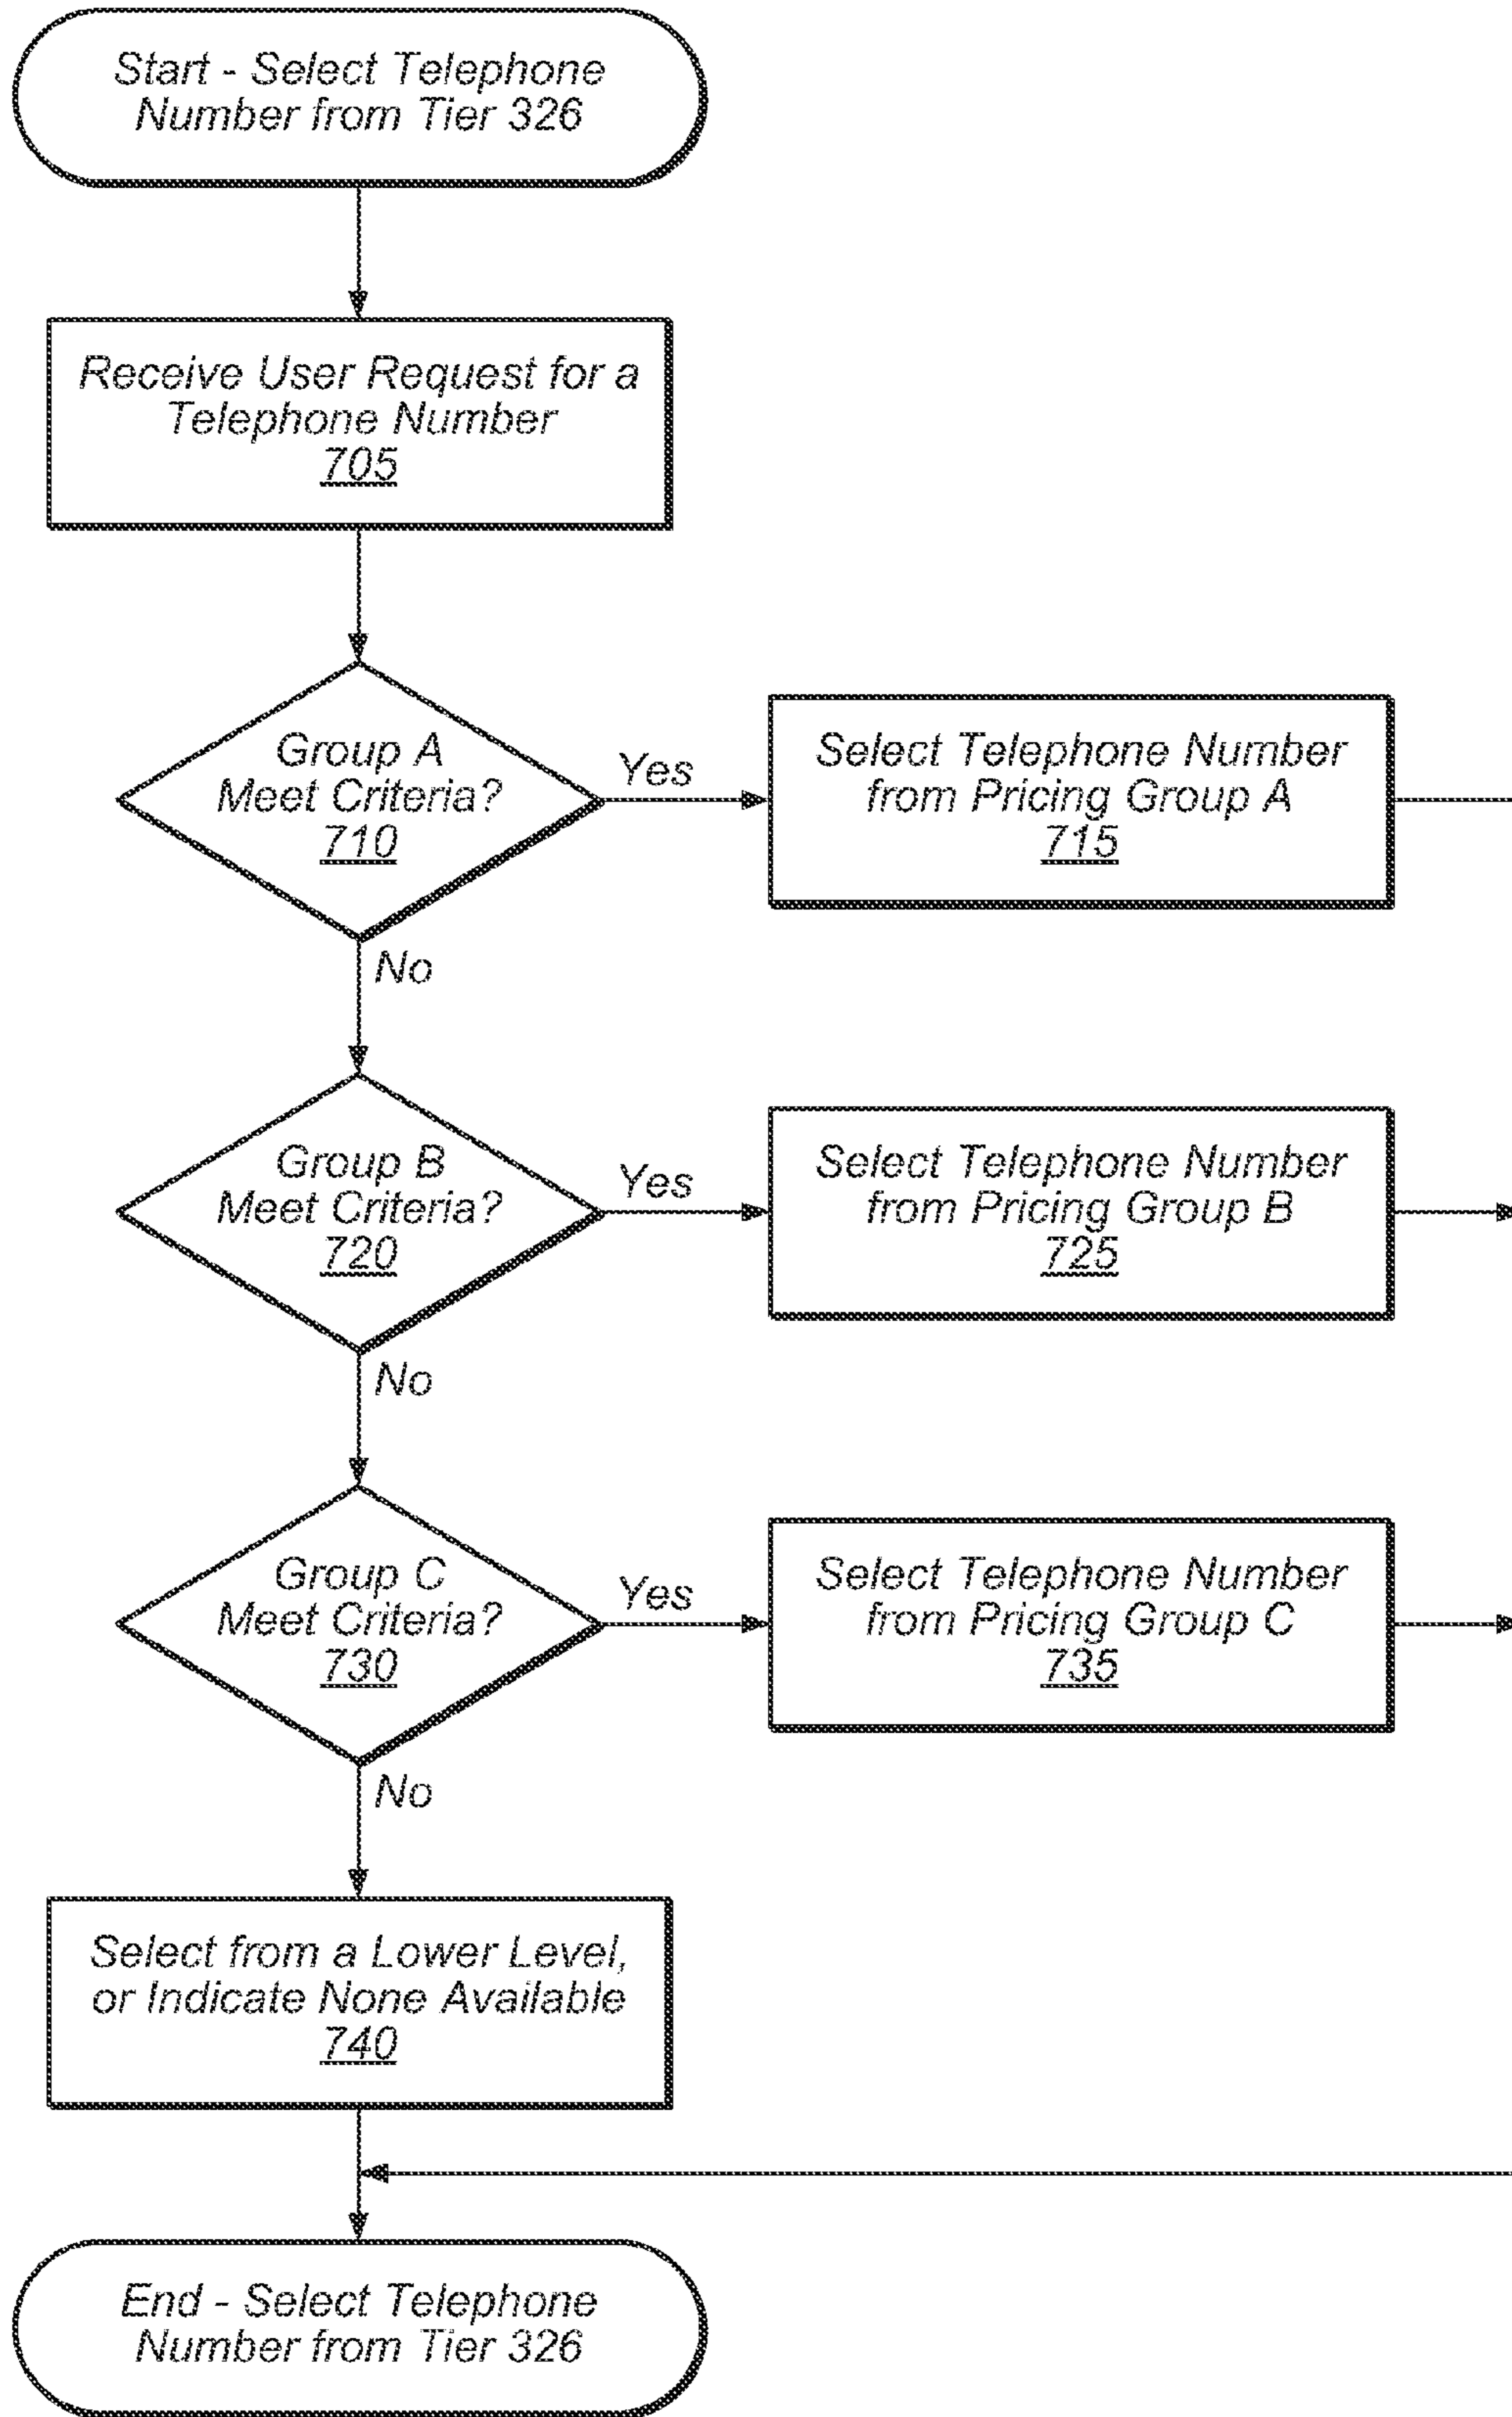 Start - Select Telephone
Number from Tier 326
Receive User Request for a
Telephone Number
705
Group A
Meet Criteria?
710
Yes
Select Telephone Number
from Pricing Group A
715
No
Group B
Meet Criteria?
720
Yes
Select Telephone Number
from Pricing Group B
725
No
Group C
Meet Criteria?
730
Yes
Select Telephone Number
from Pricing Group C
735
No
Select from a Lower Level,
or Indicate None Available
740
End - Select Telephone
Number from Tier 326